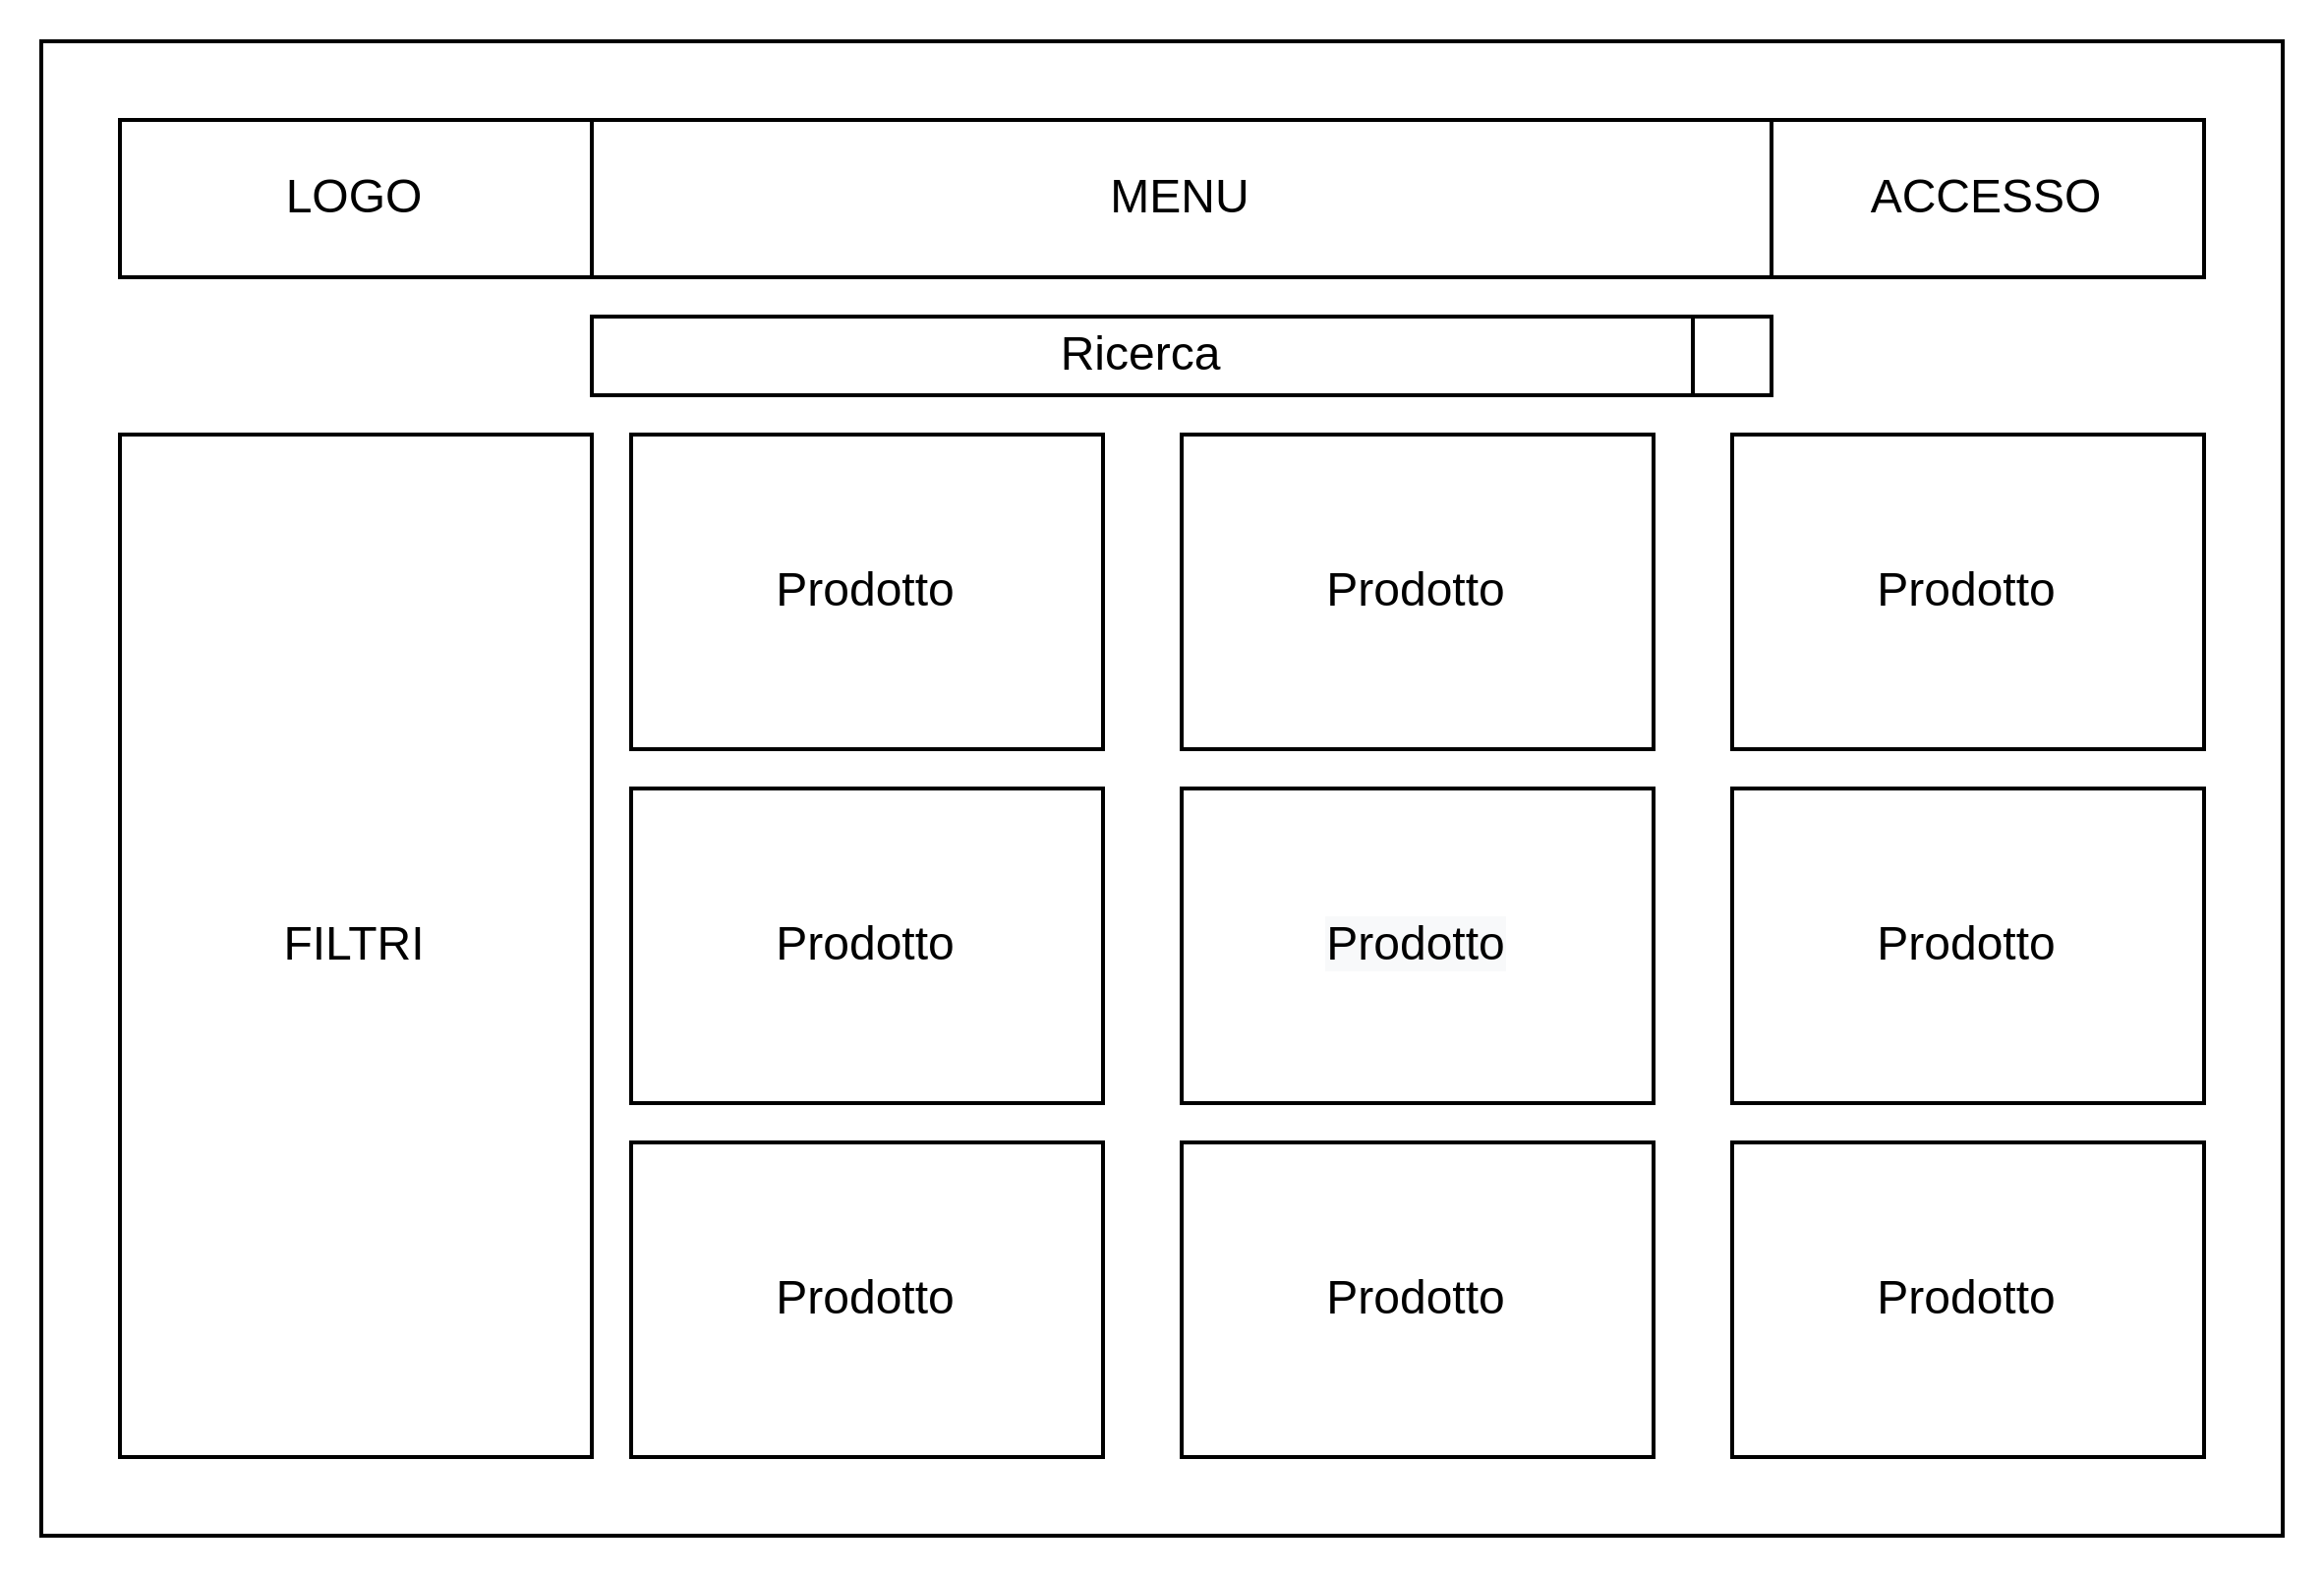 LOGO
MENU
ACCESSO
Ricerca
FILTRI
Prodotto
Prodotto
Prodotto
Prodotto
Prodotto
Prodotto
Prodotto
Prodotto
Prodotto